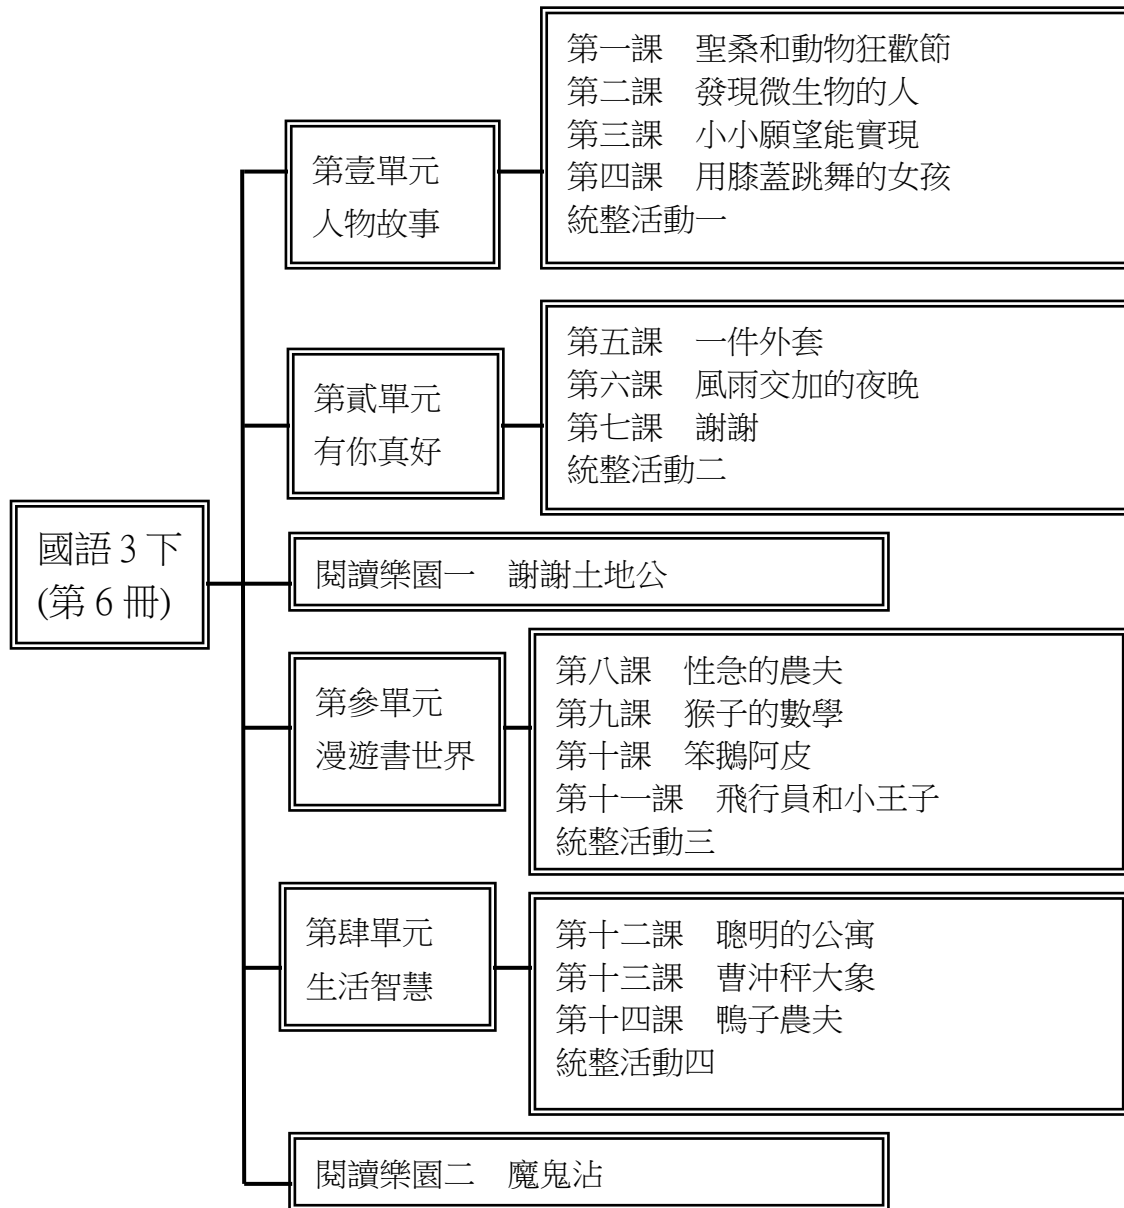 國語 3 下
(第 6 冊)
第壹單元
人物故事
第一課　聖桑和動物狂歡節
第二課　發現微生物的人
第三課　小小願望能實現
第四課　用膝蓋跳舞的女孩
統整活動一
第貳單元
有你真好
第五課　一件外套
第六課　風雨交加的夜晚
第七課　謝謝
統整活動二
閱讀樂園一　謝謝土地公
第參單元
漫遊書世界
第八課　性急的農夫
第九課　猴子的數學
第十課　笨鵝阿皮
第十一課　飛行員和小王子
統整活動三
第肆單元
生活智慧
第十二課　聰明的公寓
第十三課　曹沖秤大象
第十四課　鴨子農夫
統整活動四
閱讀樂園二　魔鬼沾